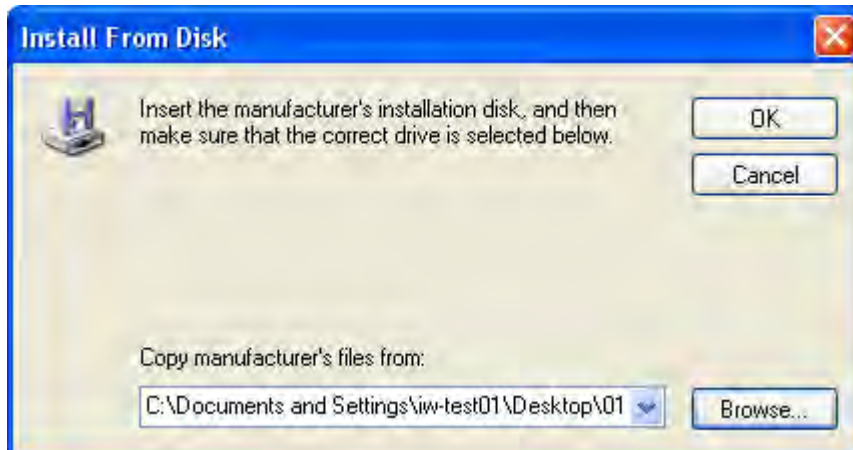 Install From Disk
Insert the manufacturer's installation disk, and then
make sure that the correct drive is selected below.
OK
Cancel
Copy manufacturer's files from:
C:\Documents and Settings\iw-test01\Desktop\01
Browse...